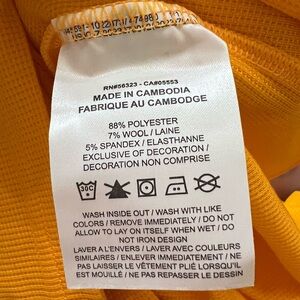 RN#56323 - CA#05553
MADE IN CAMBODIA
FABRIQUE AU CAMBODGE
88% POLYESTER
7% WOOL / LAINE
5% SPANDEX / ELASTHANNE
EXCLUSIVE OF DECORATION /
DECORATION NON COMPRISE
30C
WASH INSIDE OUT / WASH WITH LIKE
COLORS / REMOVE IMMEDIATELY / DO NOT
ALLOW TO LAY ON ITSELF WHEN WET / DO
NOT IRON DESIGN
LAVER A L'ENVERS / LAVER AVEC COULEURS
SIMILAIRES / ENLEVER IMMEDIATEMENT / NE
PAS LAISSER LE VÊTEMENT PLIÉ LORSQU'IL
EST MOUILLÉ / NE PAS REPASSER LE MODELE